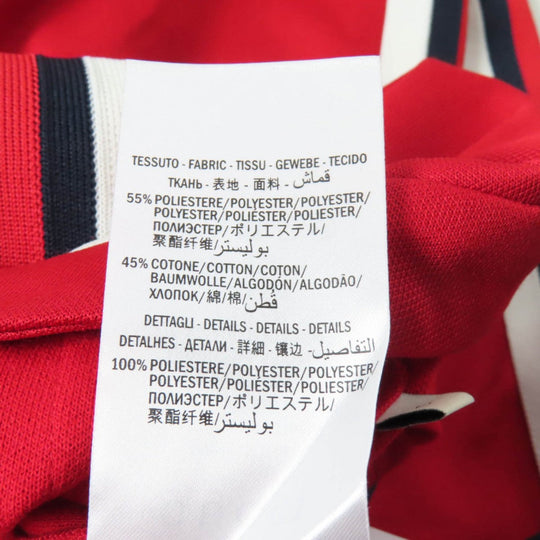 TESSUTO - FABRIC - TISSU - GEWEBE - TECIDO
ТКАНЬ - 表地 - 面料 - قماش
55% POLIESTERE/POLYESTER/POLYESTER/
POLYESTER/POLIÉSTER/POLIESTER/
ПОЛИЭСТЕР/ポリエステル/
聚酯纤维/بوليستر
45% COTONE/COTTON/COTON/
BAUMWOLLE/ALGODÓN/ALGODÃO/
ХЛОПОК/綿/棉/قطن
DETTAGLI - DETAILS - DETAILS - DETAILS
DETALHES - ДЕТАЛИ - 詳細 - 镶边 - التفاصيل
100% POLIESTERE/POLYESTER/POLYESTER/
POLYESTER/POLIÉSTER/POLIESTER/
ПОЛИЭСТЕР/ポリエステル/
聚酯纤维/بوليستر